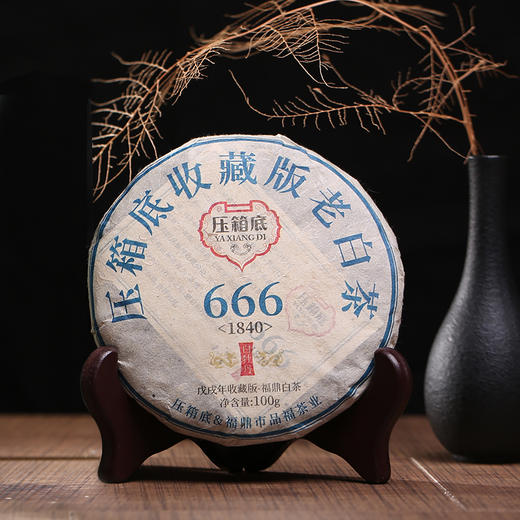 压箱底收藏版老白茶
压箱底
YA XIANG DI
666
<1840>
戊戌年收藏版·福鼎白茶
净含量:100g
压箱底&福鼎市品福茶业